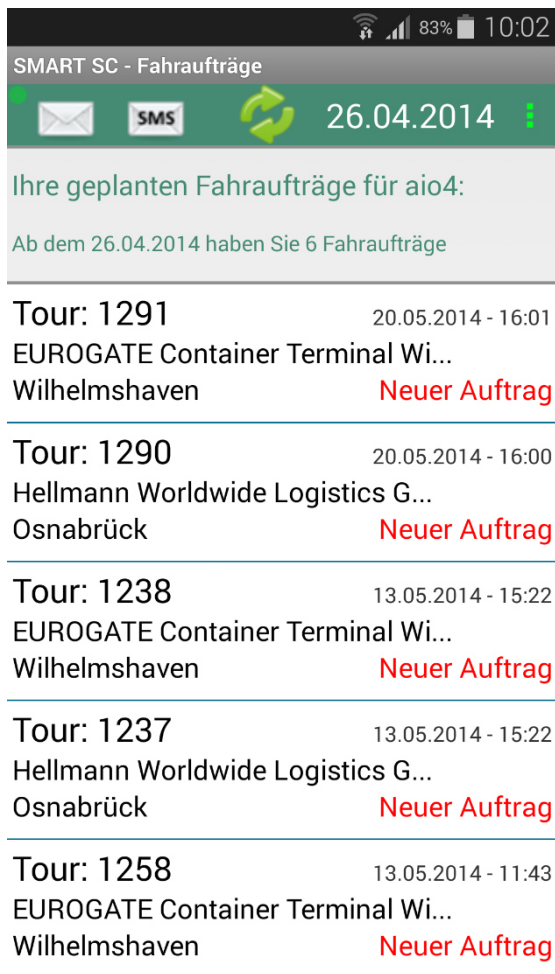 83% 10:02
SMART SC - Fahraufträge
SMS 26.04.2014
Ihre geplanten Fahraufträge für aio4:
Ab dem 26.04.2014 haben Sie 6 Fahraufträge
Tour: 1291 20.05.2014 - 16:01
EUROGATE Container Terminal Wi...
Wilhelmshaven Neuer Auftrag
Tour: 1290 20.05.2014 - 16:00
Hellmann Worldwide Logistics G...
Osnabrück Neuer Auftrag
Tour: 1238 13.05.2014 - 15:22
EUROGATE Container Terminal Wi...
Wilhelmshaven Neuer Auftrag
Tour: 1237 13.05.2014 - 15:22
Hellmann Worldwide Logistics G...
Osnabrück Neuer Auftrag
Tour: 1258 13.05.2014 - 11:43
EUROGATE Container Terminal Wi...
Wilhelmshaven Neuer Auftrag